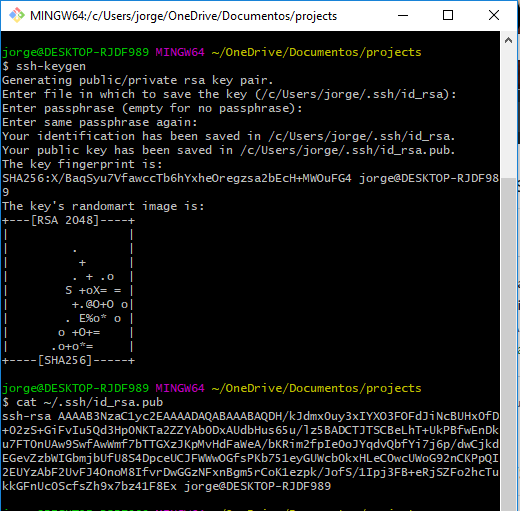 MINGW64:/c/Users/jorge/OneDrive/Documentos/projects
jorge@DESKTOP-RJDF989 MINGW64 ~/OneDrive/Documentos/projects
$ ssh-keygen
Generating public/private rsa key pair.
Enter file in which to save the key (/c/Users/jorge/.ssh/id_rsa):
Enter passphrase (empty for no passphrase):
Enter same passphrase again:
Your identification has been saved in /c/Users/jorge/.ssh/id_rsa.
Your public key has been saved in /c/Users/jorge/.ssh/id_rsa.pub.
The key fingerprint is:
SHA256:X/BaqSyu7VfawccTb6hYxheOregzsa2bEcH+MWOuFG4 jorge@DESKTOP-RJDF98
9
The key's randomart image is:
+---[RSA 2048]----+
|                 |
|         .       |
|          +      |
|         . + .o  |
|        S +oX= = |
|         +.@O+O o|
|        . E%o* o |
|       o +O+=    |
|      .o+o*=     |
+----[SHA256]-----+
jorge@DESKTOP-RJDF989 MINGW64 ~/OneDrive/Documentos/projects
$ cat ~/.ssh/id_rsa.pub
ssh-rsa AAAAB3NzaC1yc2EAAAADAQABAAABAQDH/kJdmxOuy3xIYXO3FOFdJiNcBUHxOfD
+O2zS+GiFvIu5Qd3HpONKTa2ZZYAbODxAUdbHus65u/lz5BADCTJTSCBeLhT+UkPBfwEnDk
u7FTOnUAw9SwfAwWmf7bTTGXzJKpMvHdFaWeA/bKRim2fpIeOoJYqdvQbfYi7j6p/dwCjkd
EGevZzbWIGbmjbUfU8S4DpceUCJFWWwOGfsPKb751eyGUWcbOkxHLeCOwcUWoG92nCKPpQI
2EUYzAbF2UvFJ4OnoM8IfvrDwGGzNFxnBgm5rCoK1ezpk/JofS/iIpj3FB+eRjSZFo2hcTu
kkGFnUcOScfsZh9x7bz41F8Ex jorge@DESKTOP-RJDF989